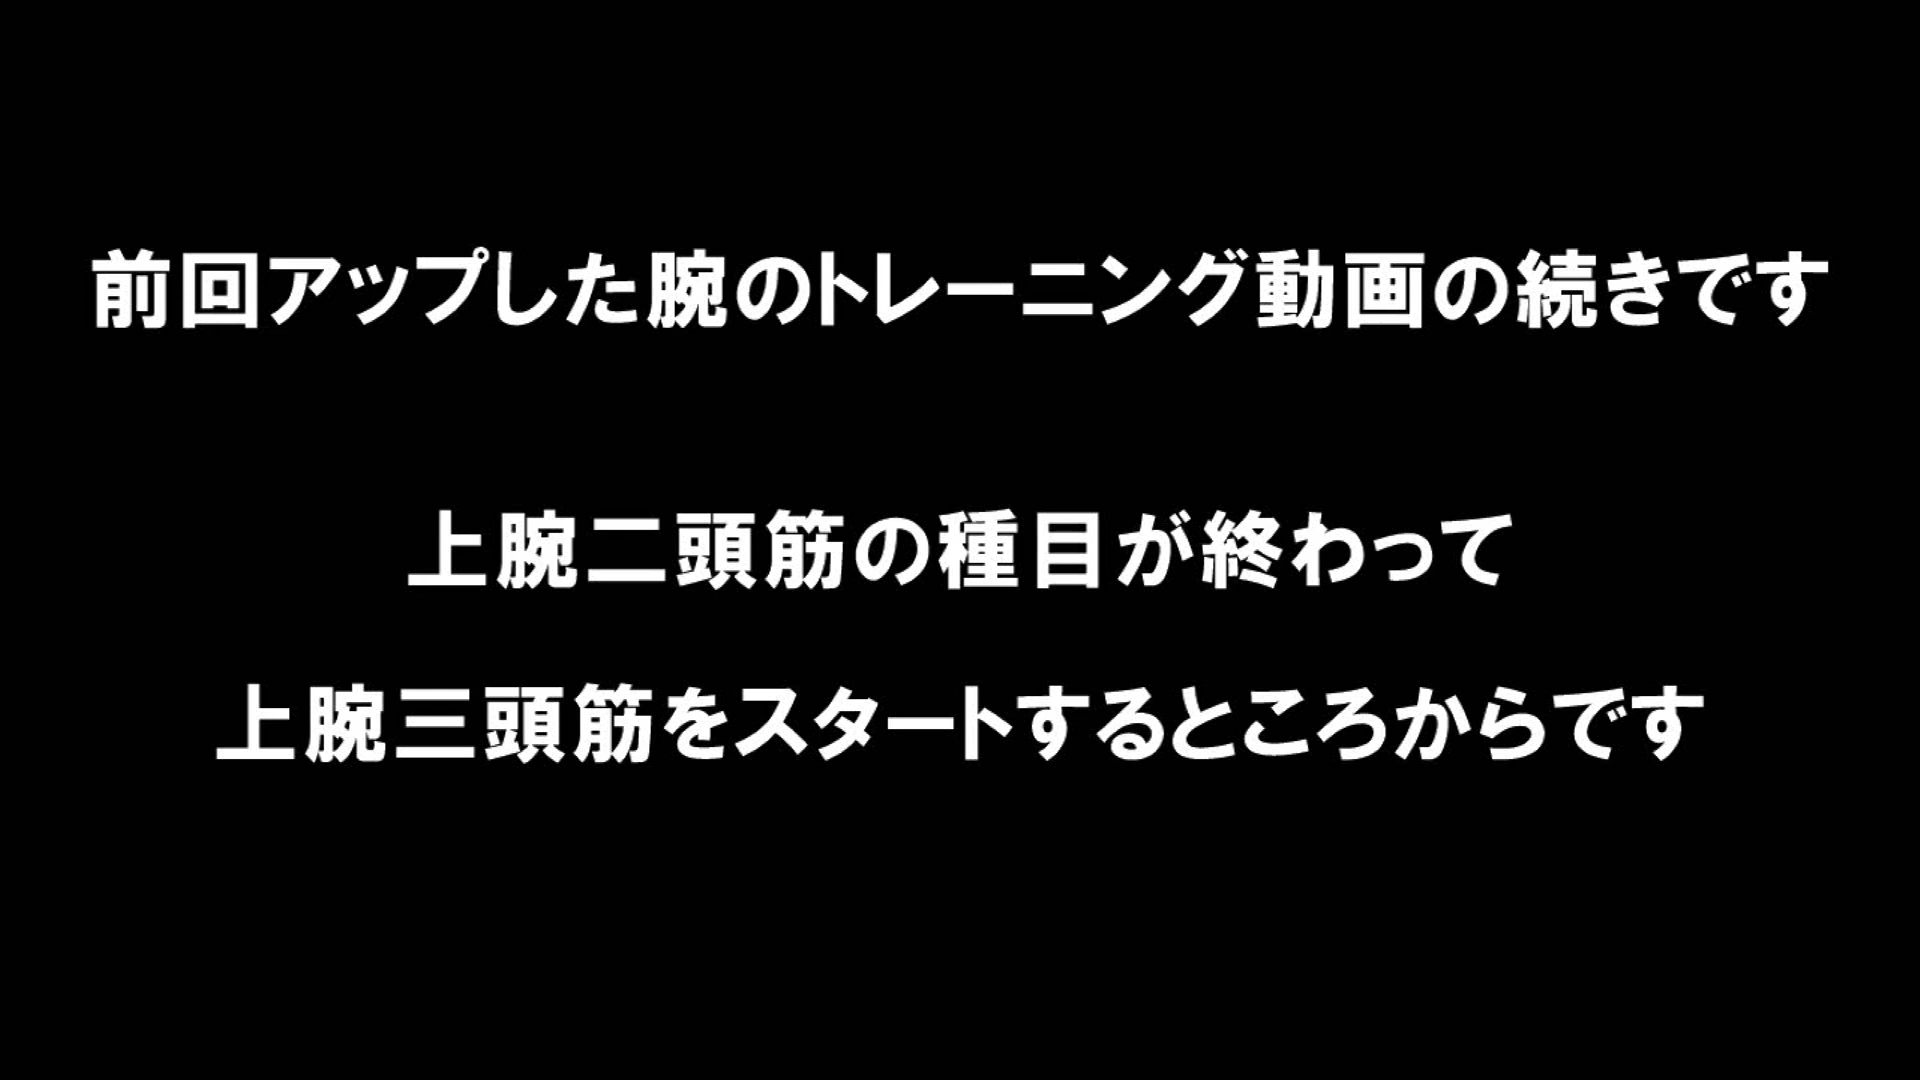 前回アップした腕のトレーニング動画の続きです
上腕二頭筋の種目が終わって
上腕三頭筋をスタートするところからです